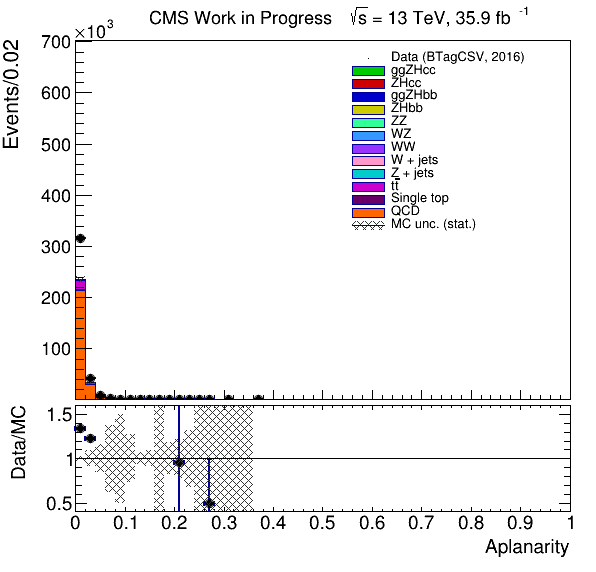 CMS Work in Progress √s = 13 TeV, 35.9 fb -1
×10³
Events/0.02
700
600
500
400
300
200
100
Data (BTagCSV, 2016)
ggZHcc
ZHcc
ggZHbb
ZHbb
ZZ
WZ
WW
W + jets
Z + jets
tt̅
Single top
QCD
MC unc. (stat.)
Data/MC
1.5
1
0.5
0 0.1 0.2 0.3 0.4 0.5 0.6 0.7 0.8 0.9 1
Aplanarity